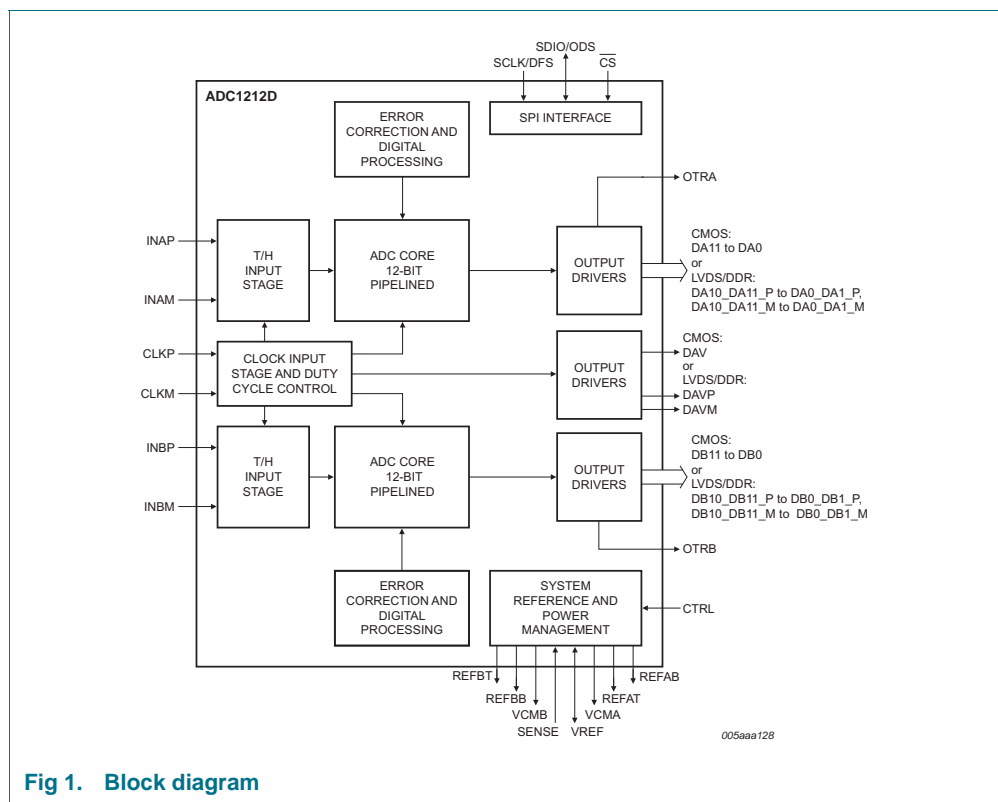 SDIO/ODS
SCLK/DFS
CS
ADC1212D
ERROR
CORRECTION AND
DIGITAL
PROCESSING
SPI INTERFACE
OTRA
INAP
INAM
T/H
INPUT
STAGE
ADC CORE
12-BIT
PIPELINED
OUTPUT
DRIVERS
CMOS:
DA11 to DA0
or
LVDS/DDR:
DA10_DA11_P to DA0_DA1_P,
DA10_DA11_M to DA0_DA1_M
CLKP
CLKM
CLOCK INPUT
STAGE AND DUTY
CYCLE CONTROL
OUTPUT
DRIVERS
CMOS:
DAV
or
LVDS/DDR:
DAVP
DAVM
INBP
INBM
T/H
INPUT
STAGE
ADC CORE
12-BIT
PIPELINED
OUTPUT
DRIVERS
CMOS:
DB11 to DB0
or
LVDS/DDR:
DB10_DB11_P to DB0_DB1_P,
DB10_DB11_M to DB0_DB1_M
OTRB
ERROR
CORRECTION AND
DIGITAL
PROCESSING
SYSTEM
REFERENCE AND
POWER
MANAGEMENT
CTRL
REFBT
REFBB
VCMB
SENSE
VREF
VCMA
REFAT
REFAB
005aaa128
Fig 1. Block diagram